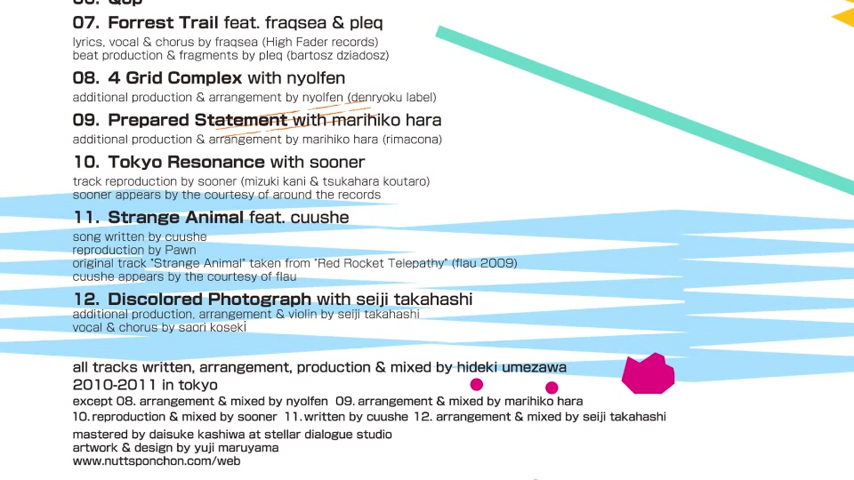 06. Qop
07. Forrest Trail feat. fraqsea & pleq
lyrics, vocal & chorus by fraqsea (High Fader records)
beat production & fragments by pleq (bartosz dziadosz)
08. 4 Grid Complex with nyolfen
additional production & arrangement by nyolfen (denryoku label)
09. Prepared Statement with marihiko hara
additional production & arrangement by marihiko hara (rimacona)
10. Tokyo Resonance with sooner
track reproduction by sooner (mizuki kani & tsukahara koutaro)
sooner appears by the courtesy of around the records
11. Strange Animal feat. cuushe
song written by cuushe
reproduction by Pawn
original track "Strange Animal" taken from "Red Rocket Telepathy" (flau 2009)
cuushe appears by the courtesy of flau
12. Discolored Photograph with seiji takahashi
additional production, arrangement & violin by seiji takahashi
vocal & chorus by saori koseki
all tracks written, arrangement, production & mixed by hideki umezawa
2010-2011 in tokyo
except 08. arrangement & mixed by nyolfen 09. arrangement & mixed by marihiko hara
10. reproduction & mixed by sooner 11. written by cuushe 12. arrangement & mixed by seiji takahashi
mastered by daisuke kashiwa at stellar dialogue studio
artwork & design by yuji maruyama
www.nuttsponchon.com/web